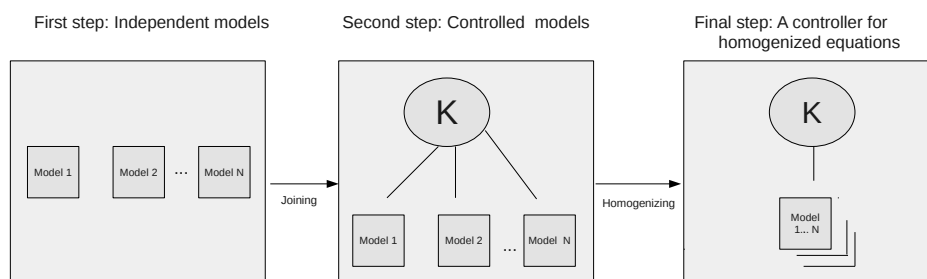 First step: Independent models
Second step: Controlled models
Final step: A controller for
homogenized equations
Model 1
Model 2
...
Model N
Joining
K
Model 1
Model 2
...
Model N
Homogenizing
K
Model
1... N